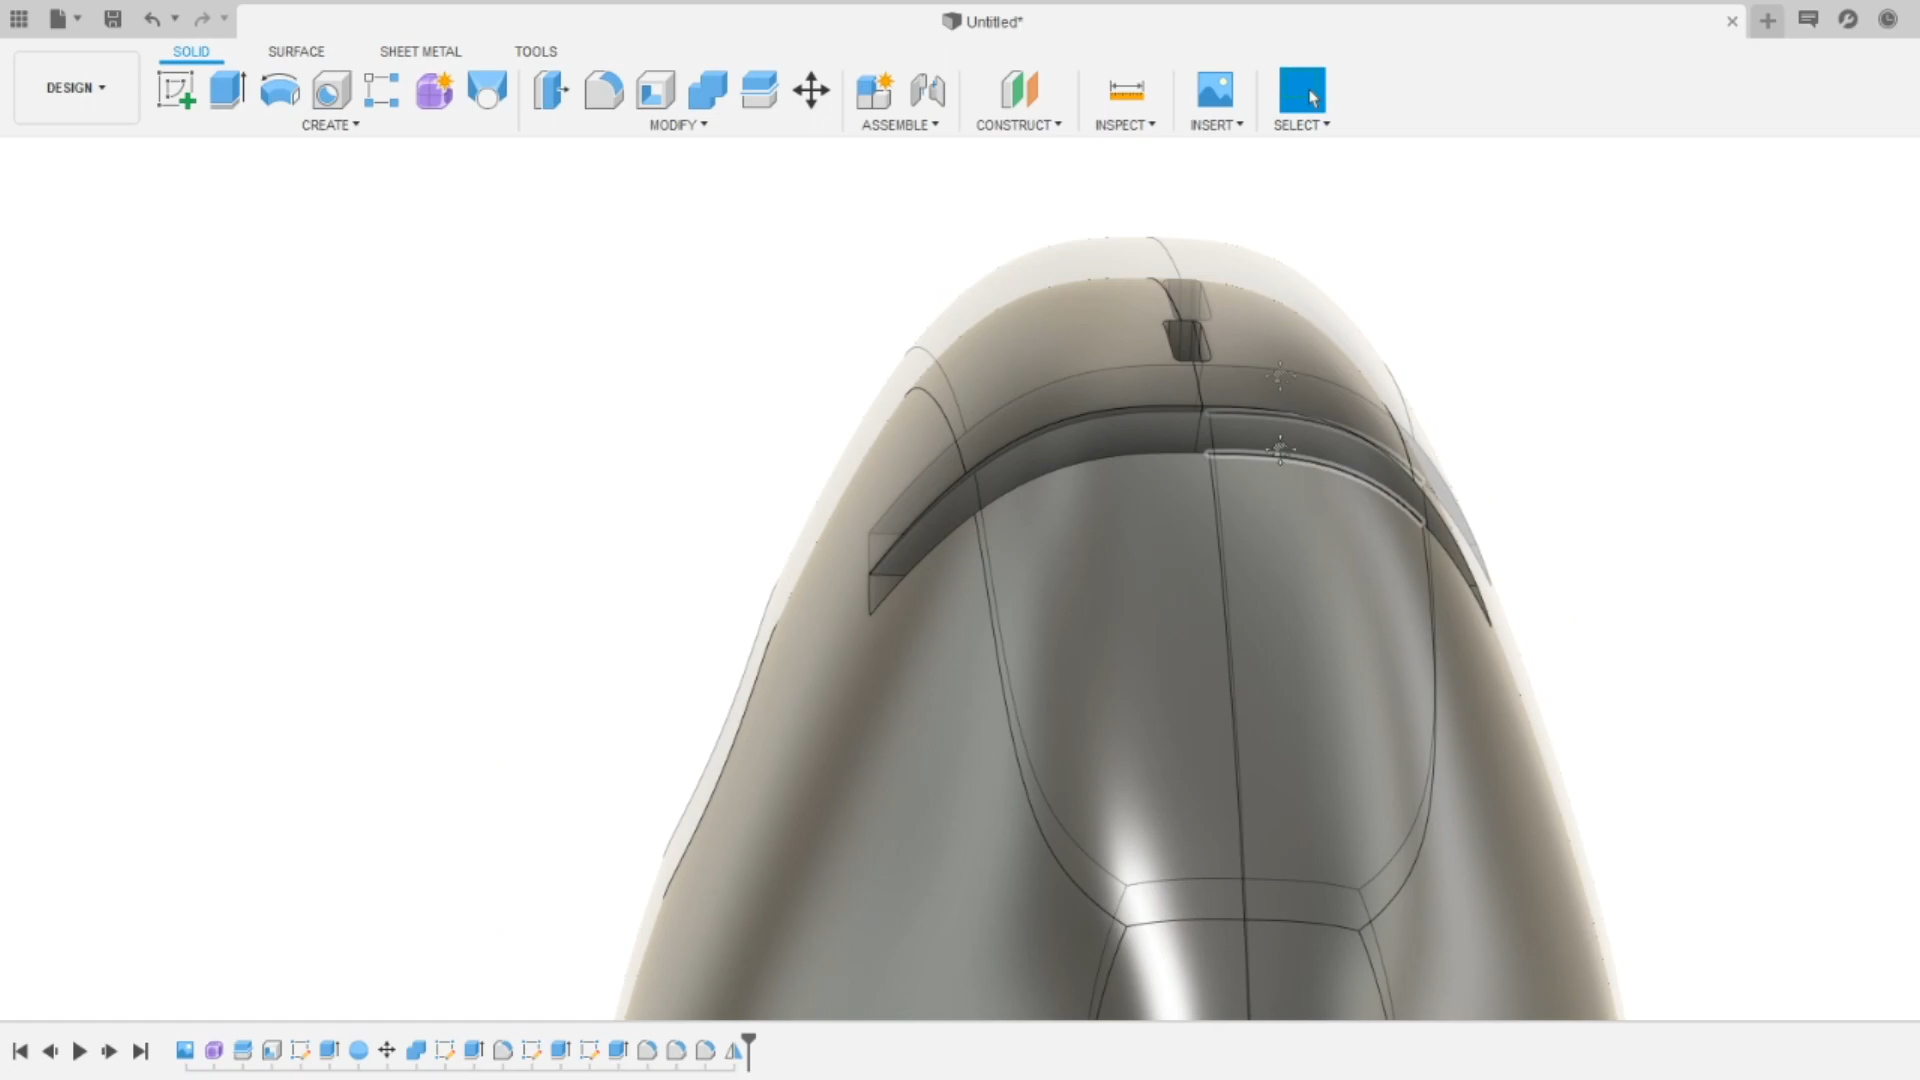 Untitled*
SOLID SURFACE SHEET METAL TOOLS
DESIGN
CREATE MODIFY ASSEMBLE CONSTRUCT INSPECT INSERT SELECT